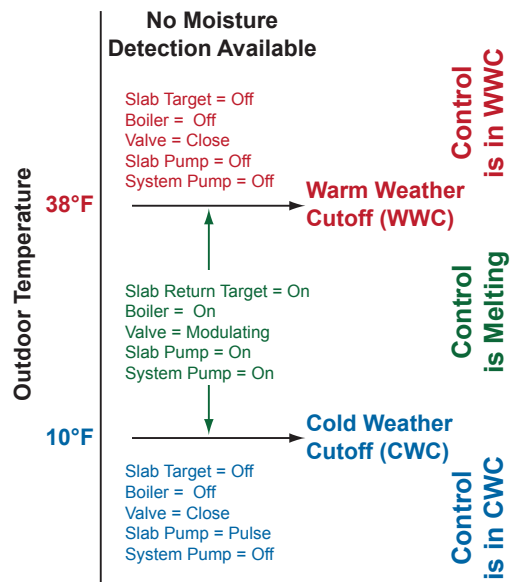 No Moisture
Detection Available
Slab Target = Off
Boiler = Off
Valve = Close
Slab Pump = Off
System Pump = Off
Control
is in WWC
38°F
Warm Weather
Cutoff (WWC)
Outdoor Temperature
Slab Return Target = On
Boiler = On
Valve = Modulating
Slab Pump = On
System Pump = On
Control
is Melting
10°F
Cold Weather
Cutoff (CWC)
Slab Target = Off
Boiler = Off
Valve = Close
Slab Pump = Pulse
System Pump = Off
Control
is in CWC